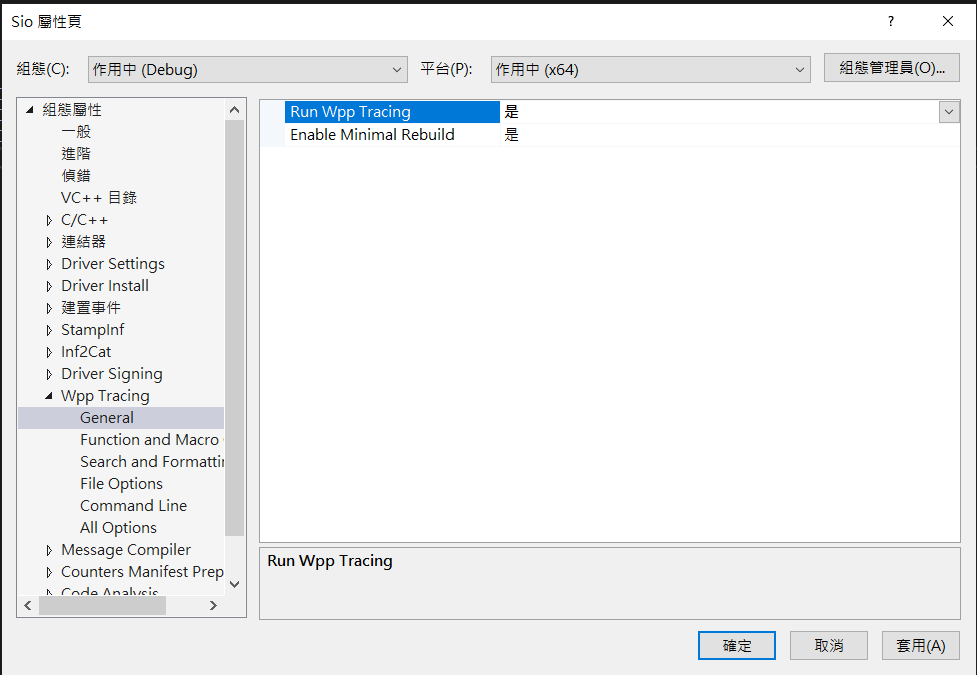 Sio 屬性頁
?
組態(C):
作用中 (Debug)
平台(P):
作用中 (x64)
組態管理員(O)...
組態屬性
一般
進階
偵錯
VC++ 目錄
C/C++
連結器
Driver Settings
Driver Install
建置事件
StampInf
Inf2Cat
Driver Signing
Wpp Tracing
General
Function and Macro
Search and Formattin
File Options
Command Line
All Options
Message Compiler
Counters Manifest Prep
Code Analysis
Run Wpp Tracing 是
Enable Minimal Rebuild 是
Run Wpp Tracing
確定
取消
套用(A)